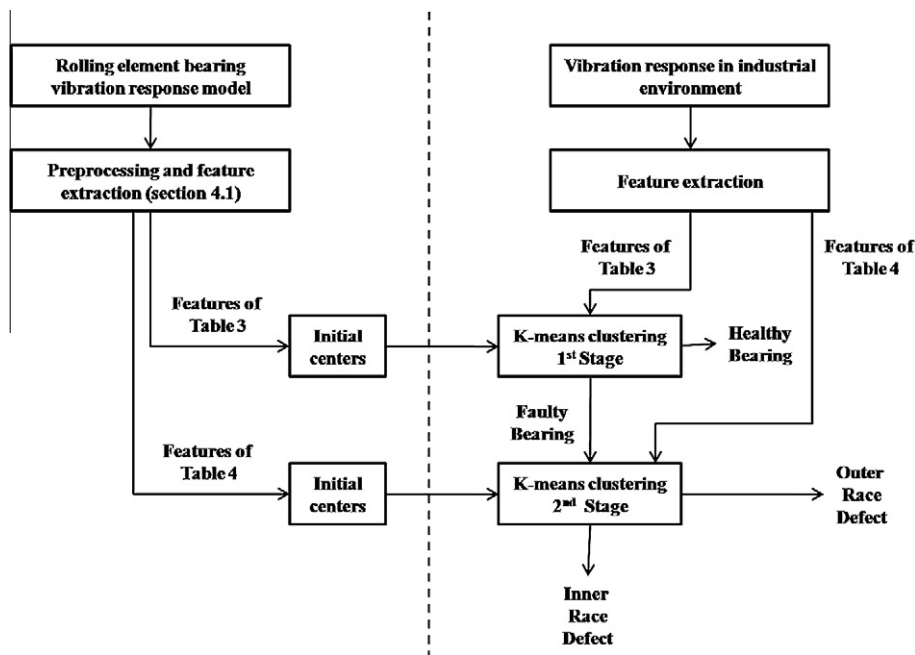 Rolling element bearing
vibration response model
Vibration response in industrial
environment
Preprocessing and feature
extraction (section 4.1)
Feature extraction
Features of
Table 3
Features of
Table 4
Features of
Table 3
Initial
centers
K-means clustering
1st Stage
Healthy
Bearing
Faulty
Bearing
Features of
Table 4
Initial
centers
K-means clustering
2nd Stage
Outer
Race
Defect
Inner
Race
Defect